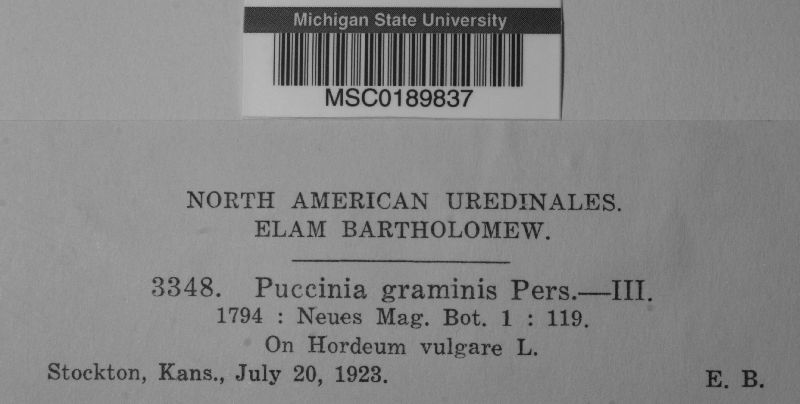 Michigan State University
MSC0189837
NORTH AMERICAN UREDINALES.
ELAM BARTHOLOMEW.
3348. Puccinia graminis Pers.—III.
1794 : Neues Mag. Bot. 1 : 119.
On Hordeum vulgare L.
Stockton, Kans., July 20, 1923. E. B.